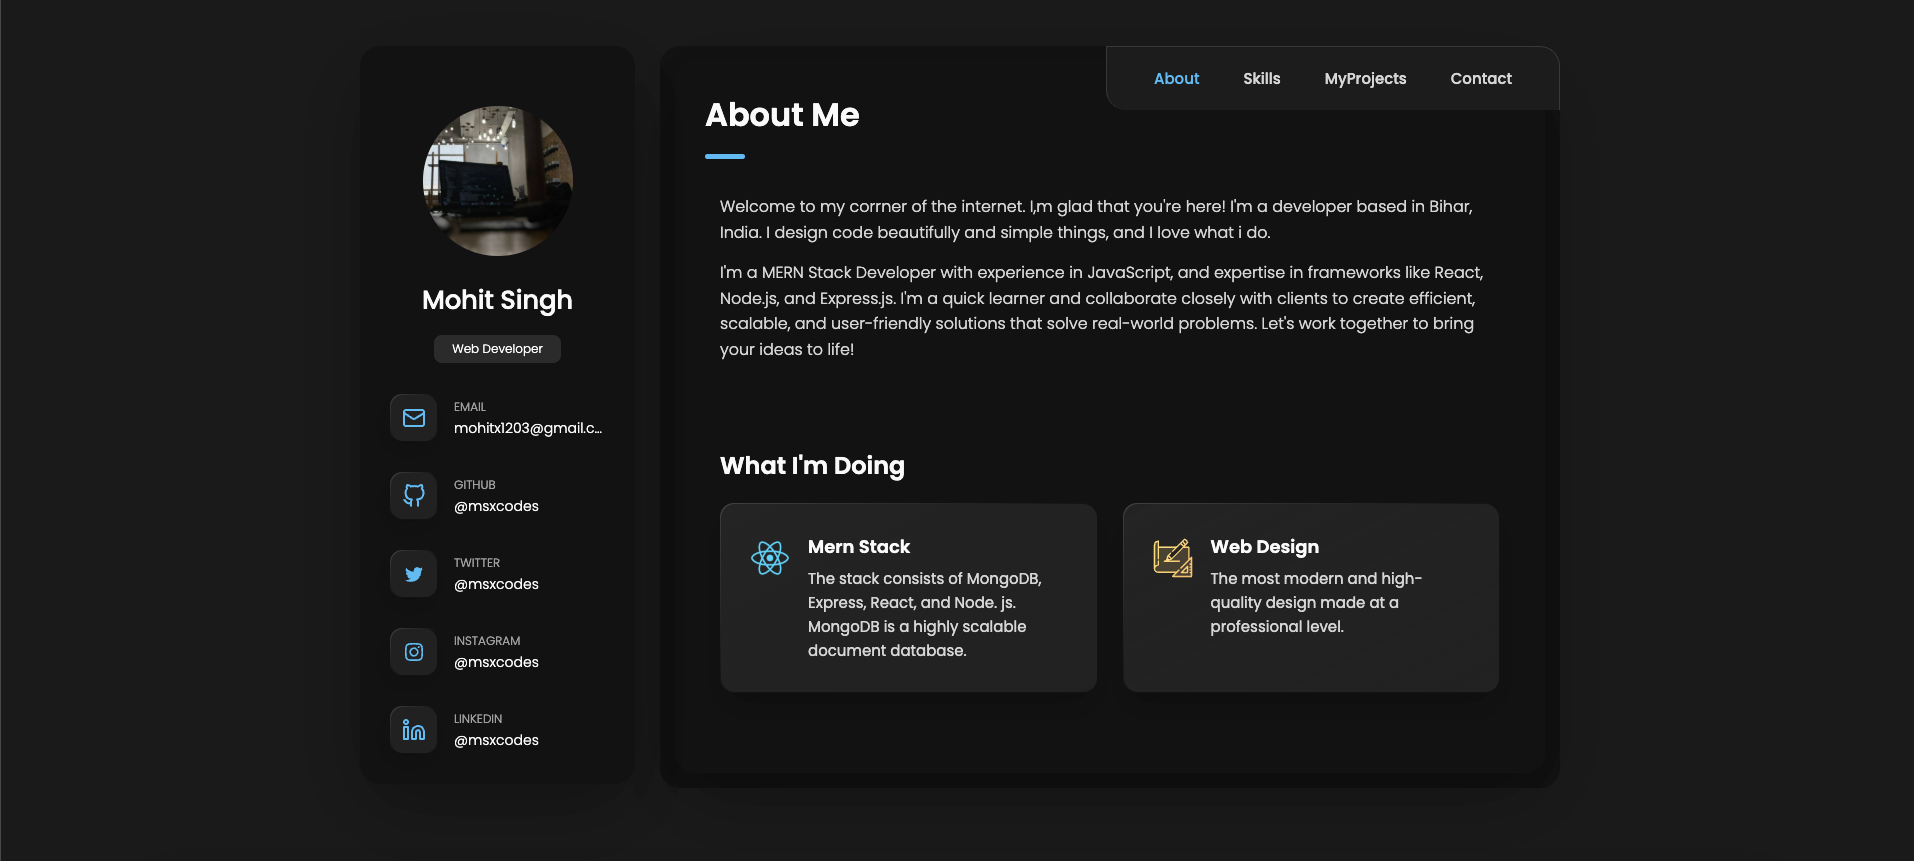 Mohit Singh
Web Developer
EMAIL
mohitx1203@gmail.c...
GITHUB
@msxcodes
TWITTER
@msxcodes
INSTAGRAM
@msxcodes
LINKEDIN
@msxcodes
About Skills MyProjects Contact
About Me
Welcome to my corrner of the internet. I,m glad that you're here! I'm a developer based in Bihar,
India. I design code beautifully and simple things, and I love what i do.
I'm a MERN Stack Developer with experience in JavaScript, and expertise in frameworks like React,
Node.js, and Express.js. I'm a quick learner and collaborate closely with clients to create efficient,
scalable, and user-friendly solutions that solve real-world problems. Let's work together to bring
your ideas to life!
What I'm Doing
Mern Stack
The stack consists of MongoDB,
Express, React, and Node. js.
MongoDB is a highly scalable
document database.
Web Design
The most modern and high-
quality design made at a
professional level.